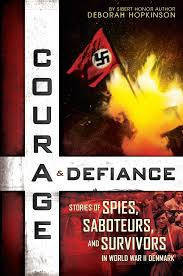 BY SIBERT HONOR AUTHOR
DEBORAH HOPKINSON
COURAGE
& DEFIANCE
STORIES OF SPIES,
SABOTEURS,
AND SURVIVORS
IN WORLD WAR II DENMARK